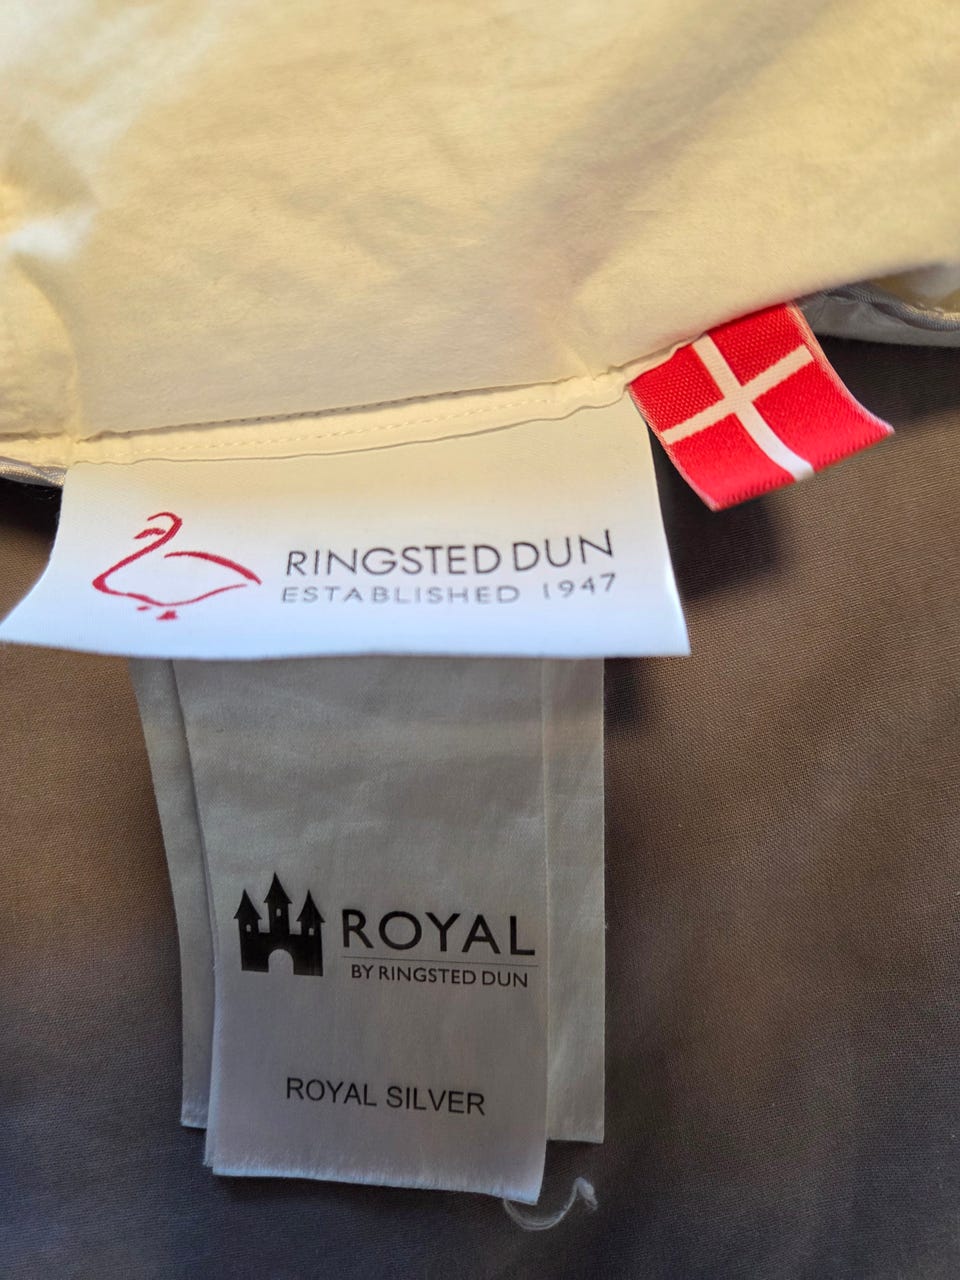 RINGSTED DUN
ESTABLISHED 1947
ROYAL
BY RINGSTED DUN
ROYAL SILVER